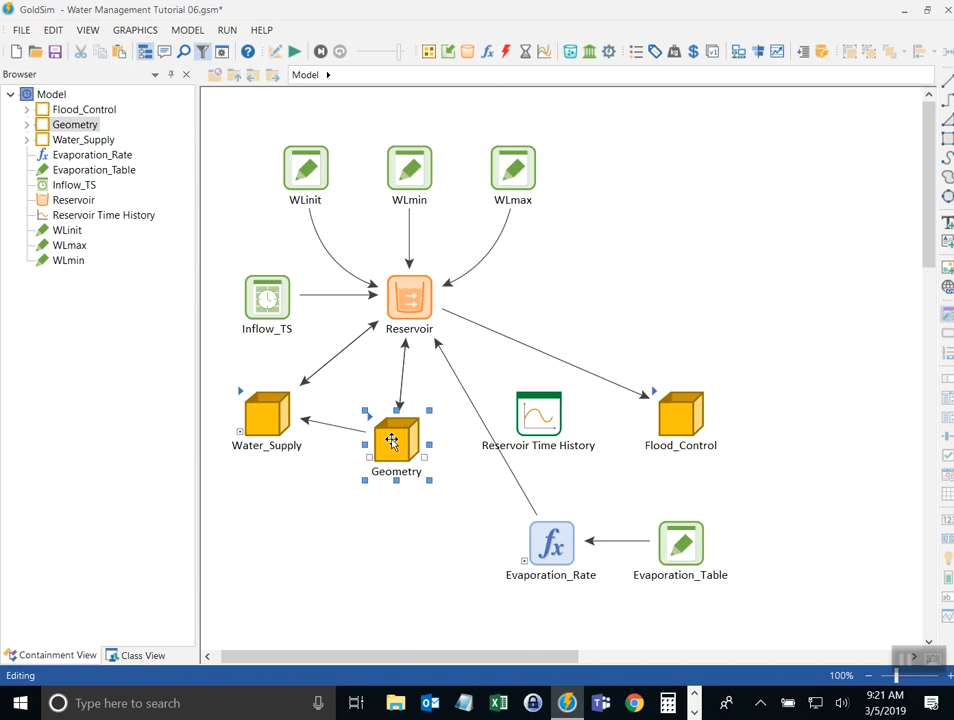 GoldSim - Water Management Tutorial 06.gsm*
FILE EDIT VIEW GRAPHICS MODEL RUN HELP
Browser
Model
Model
Flood_Control
Geometry
Water_Supply
Evaporation_Rate
Evaporation_Table
Inflow_TS
Reservoir
Reservoir Time History
WLinit
WLmax
WLmin
WLinit WLmin WLmax
Inflow_TS Reservoir
Water_Supply Reservoir Time History Flood_Control
Geometry
fx
Evaporation_Rate Evaporation_Table
Containment View Class View
Editing 100%
Type here to search
9:21 AM
3/5/2019